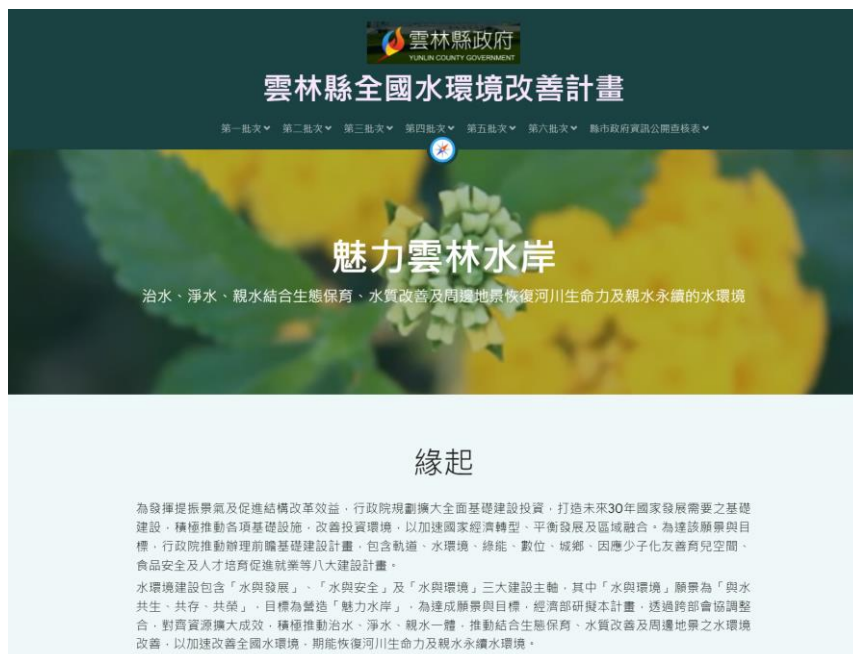 雲林縣政府
YUNLIN COUNTY GOVERNMENT
雲林縣全國水環境改善計畫
第一批次 第二批次 第三批次 第四批次 第五批次 第六批次 縣市政府資訊公開查核表
魅力雲林水岸
治水、淨水、親水結合生態保育、水質改善及周邊地景恢復河川生命力及親水永續的水環境
緣起
為發揮提振景氣及促進結構改革效益，行政院規劃擴大全面基礎建設投資，打造未來30年國家發展需要之基礎
建設，積極推動各項基礎設施，改善投資環境，以加速國家經濟轉型、平衡發展及區域融合。為達該願景與目
標，行政院推動辦理前瞻基礎建設計畫，包含軌道、水環境、綠能、數位、城鄉、因應少子化友善育兒空間、
食品安全及人才培育促進就業等八大建設計畫。
水環境建設包含「水與發展」、「水與安全」及「水與環境」三大建設主軸，其中「水與環境」願景為「與水
共生、共存、共榮」，目標為營造「魅力水岸」，為達成願景與目標，經濟部研擬本計畫，透過跨部會協調整
合，對齊資源擴大成效，積極推動治水、淨水、親水一體，推動結合生態保育、水質改善及周邊地景之水環境
改善，以加速改善全國水環境，期能恢復河川生命力及親水永續水環境。